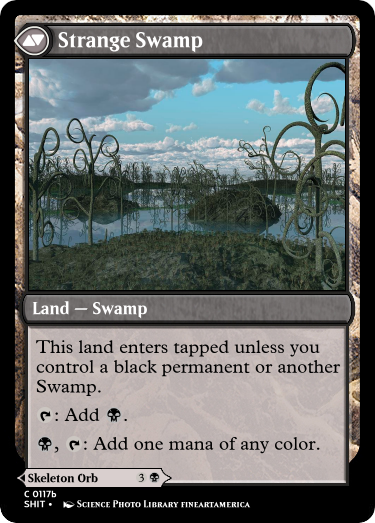 Strange Swamp
Land — Swamp
This land enters tapped unless you
control a black permanent or another
Swamp.
: Add .
, : Add one mana of any color.
Skeleton Orb 3
C 0117b
SHIT • Science Photo Library fineartamerica